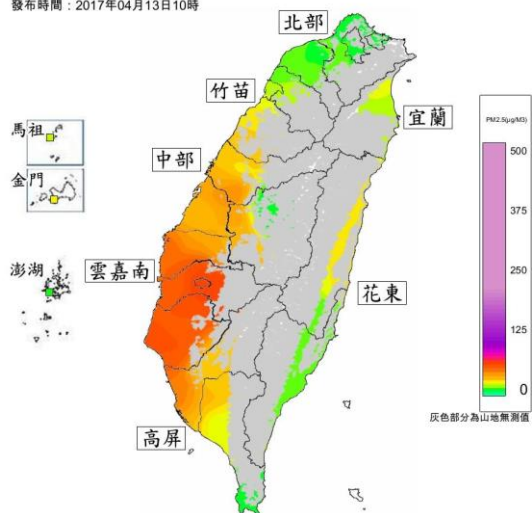 發布時間：2017年04月13日10時
北部
竹苗
宜蘭
馬祖
PM2.5(μg/M3)
500
中部
金門
澎湖
雲嘉南
250
花東
125
0
灰色部分為山地無測值
高屏